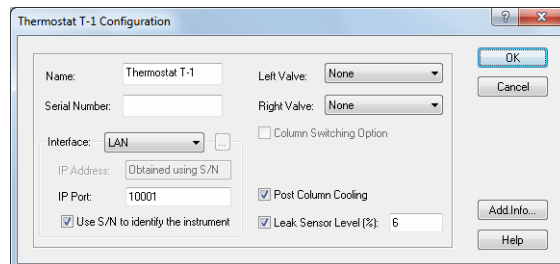 Thermostat T-1 Configuration
Name: Thermostat T-1
Serial Number:
Interface: LAN ...
IP Address: Obtained using S/N
IP Port: 10001
Use S/N to identify the instrument
Left Valve: None
Right Valve: None
Column Switching Option
Post Column Cooling
Leak Sensor Level (%): 6
OK
Cancel
Add.Info...
Help